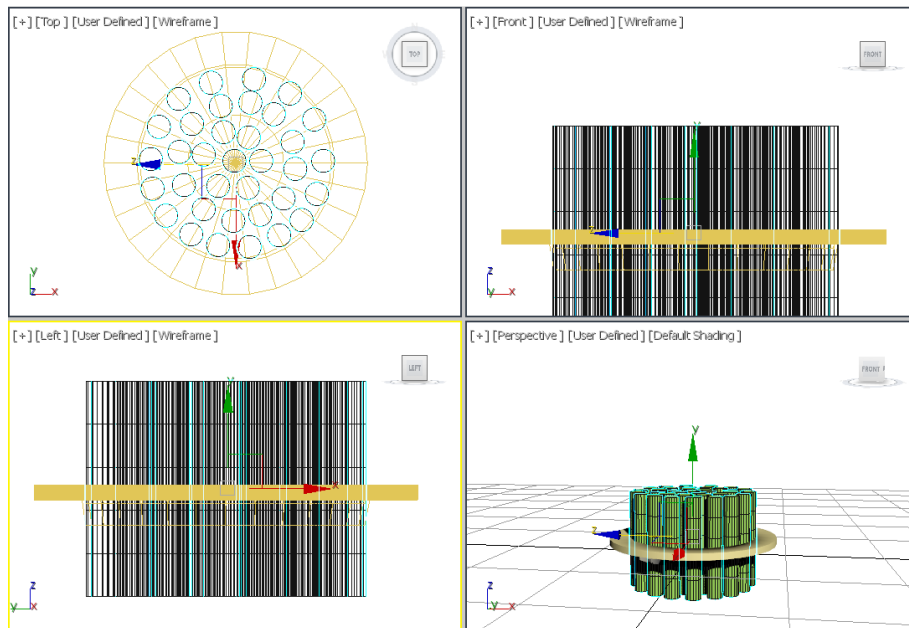 [+] [Top] [User Defined] [Wireframe]
TOP
z
x
y
z
x
[+] [Front] [User Defined] [Wireframe]
FRONT
y
z
z
y
x
[+] [Left] [User Defined] [Wireframe]
LEFT
y
x
z
y
x
[+] [Perspective] [User Defined] [Default Shading]
FRONT
y
z
z
y
x